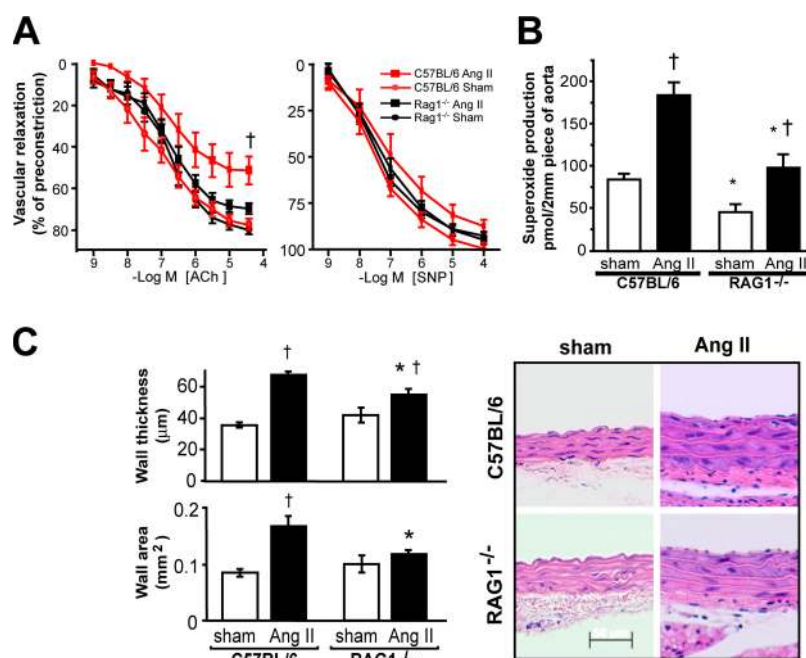 A
Vascular relaxation
(% of preconstriction)
0
20
40
60
80
†
9 8 7 6 5 4
-Log M [ACh]
0
25
50
75
100
C57BL/6 Ang II
C57BL/6 Sham
Rag1-/- Ang II
Rag1-/- Sham
9 8 7 6 5 4
-Log M [SNP]
B
Superoxide production
pmol/2mm piece of aorta
200
150
100
50
0
†
*
* †
sham Ang II sham Ang II
C57BL/6 RAG1-/-
C
Wall thickness
(µm)
60
40
20
0
†
* †
Wall area
(mm2)
0.2
0.1
0
†
*
sham Ang II sham Ang II
C57BL/6 RAG1-/-
sham Ang II
C57BL/6
RAG1-/-